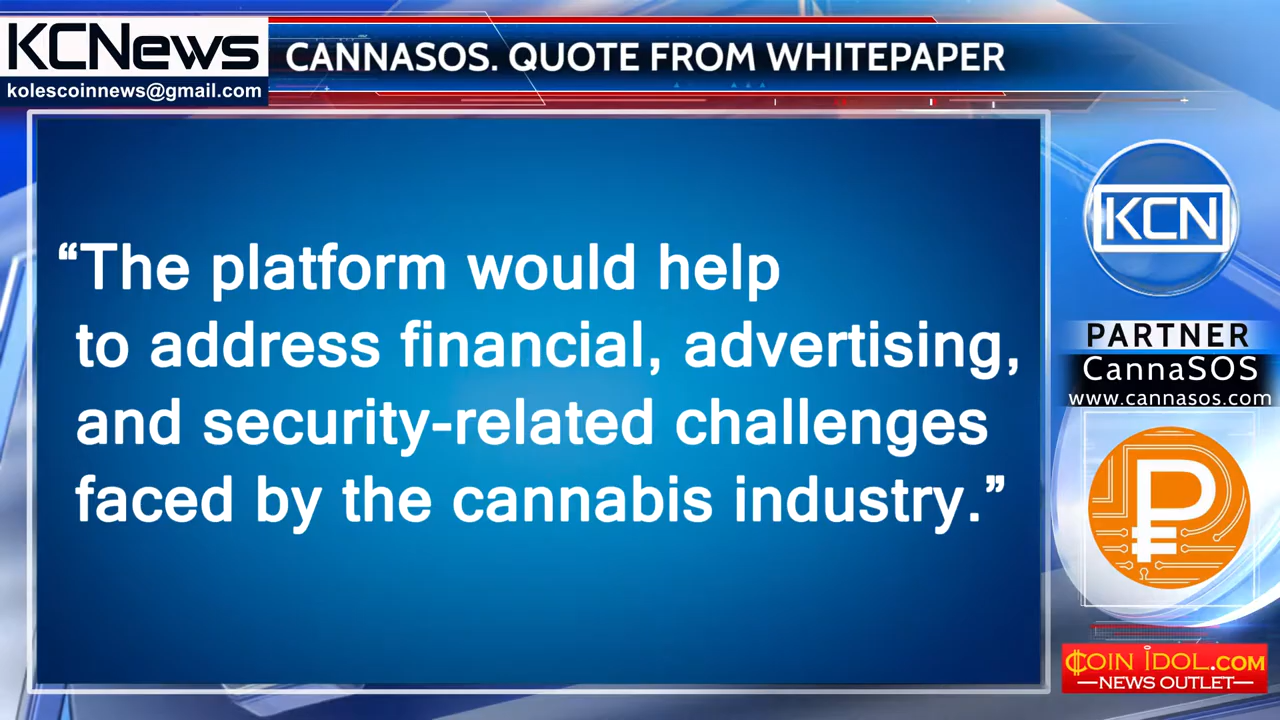 KCNews
kolescoinnews@gmail.com
CANNASOS. QUOTE FROM WHITEPAPER
“The platform would help
to address financial, advertising,
and security-related challenges
faced by the cannabis industry.”
KCN
PARTNER
CannaSOS
www.cannasos.com
COIN IDOL.COM
—NEWS OUTLET—